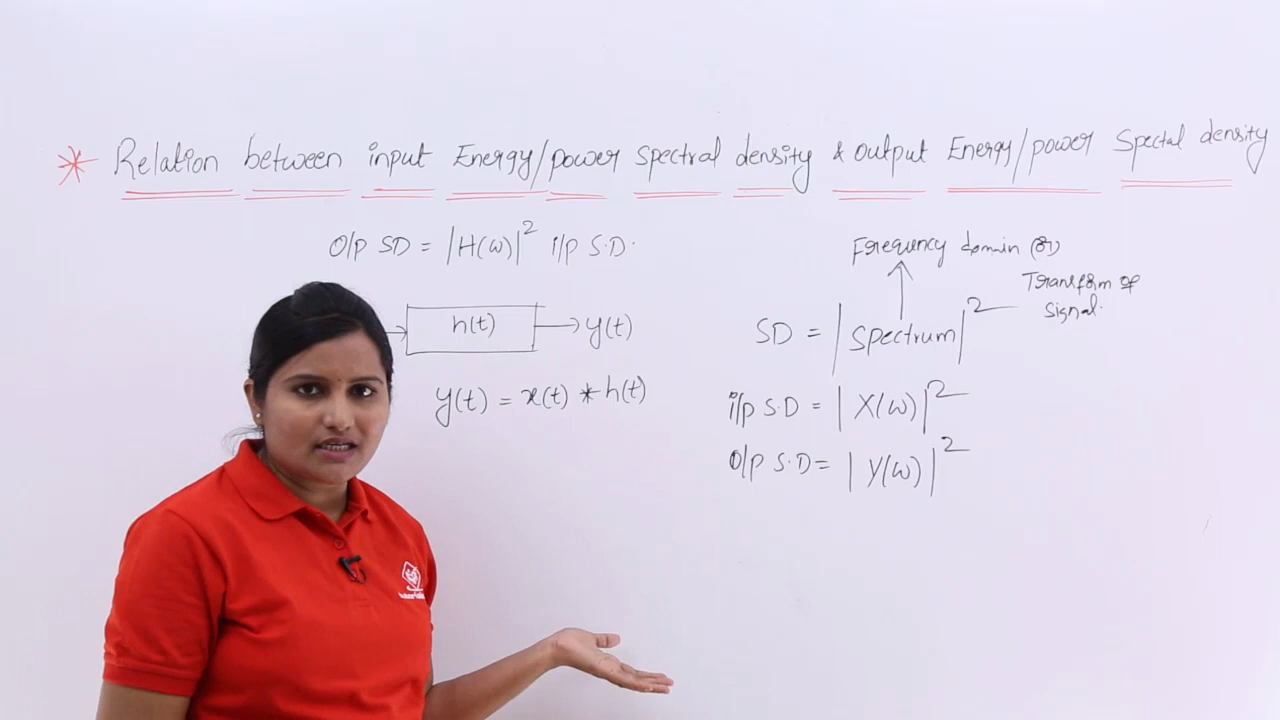 * Relation between input Energy/power spectral density & output Energy/power Spectal density
O/p SD = |H(ω)|² i/p S.D.
h(t) → y(t)
y(t) = x(t) * h(t)
Frequency domain (or)
Transform of
signal.
SD = |Spectrum|²
i/p S.D = |X(ω)|²
O/p S.D = |Y(ω)|²